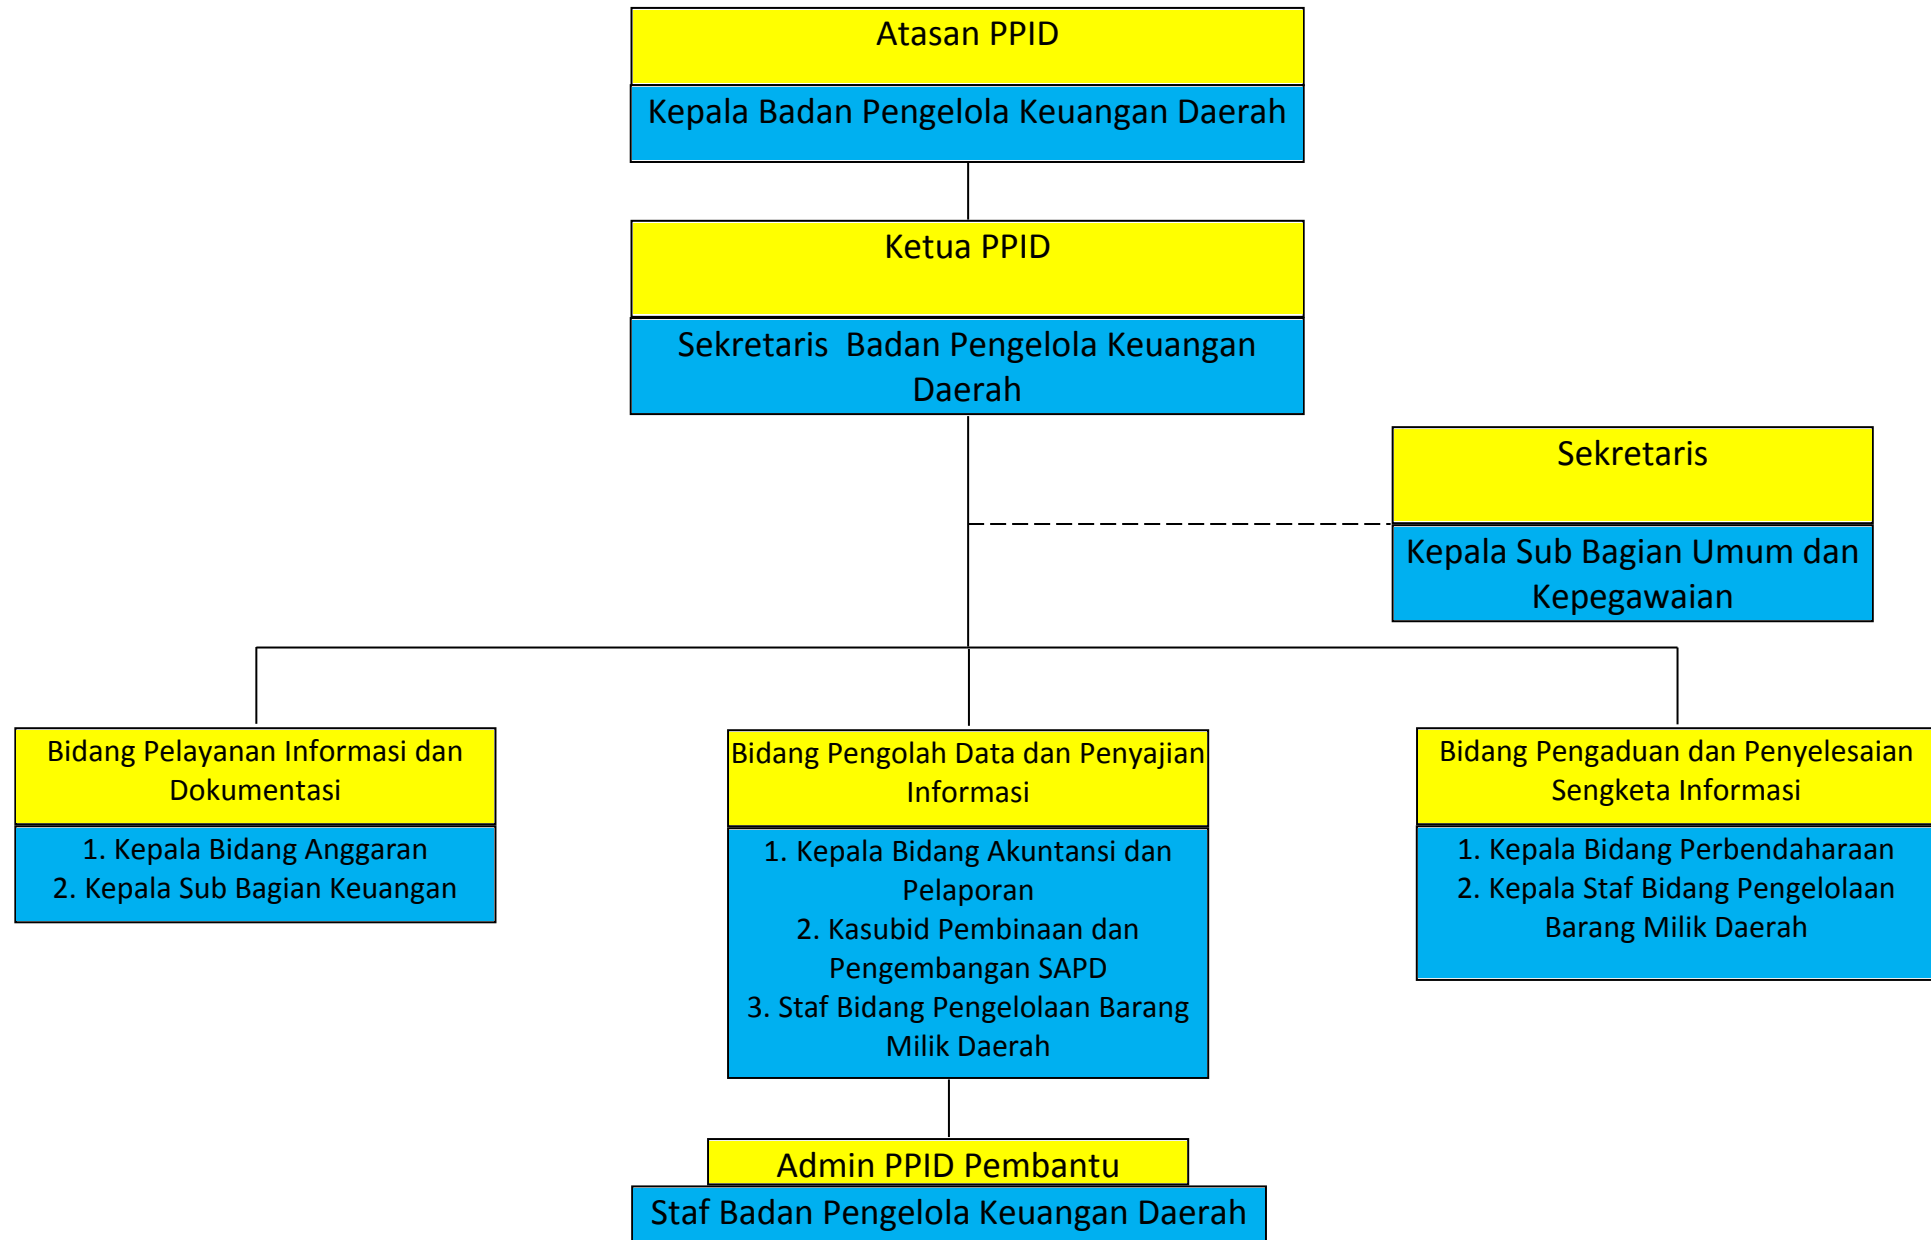 Atasan PPID
Kepala Badan Pengelola Keuangan Daerah
Ketua PPID
Sekretaris  Badan Pengelola Keuangan
Daerah
Sekretaris
Kepala Sub Bagian Umum dan
Kepegawaian
Bidang Pelayanan Informasi dan
Dokumentasi
1. Kepala Bidang Anggaran
2. Kepala Sub Bagian Keuangan
Bidang Pengolah Data dan Penyajian
Informasi
1. Kepala Bidang Akuntansi dan
Pelaporan
2. Kasubid Pembinaan dan
Pengembangan SAPD
3. Staf Bidang Pengelolaan Barang
Milik Daerah
Bidang Pengaduan dan Penyelesaian
Sengketa Informasi
1. Kepala Bidang Perbendaharaan
2. Kepala Staf Bidang Pengelolaan
Barang Milik Daerah
Admin PPID Pembantu
Staf Badan Pengelola Keuangan Daerah